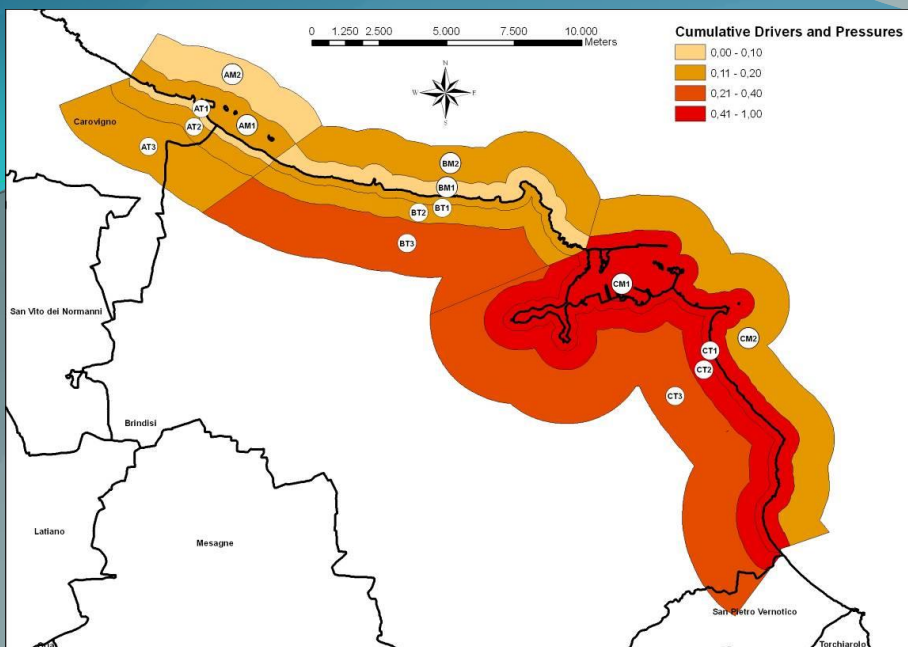 0 1.250 2.500 5.000 7.500 10.000
Meters
Cumulative Drivers and Pressures
0,00 - 0,10
0,11 - 0,20
0,21 - 0,40
0,41 - 1,00
N
W E
S
AM2
AT1
AM1
Carovigno
AT2
AT3
BM2
BM1
BT1
BT2
BT3
CM1
San Vito dei Normanni
CM2
CT1
CT2
CT3
Brindisi
Latiano
Mesagne
San Pietro Vernotico
Torchiarolo